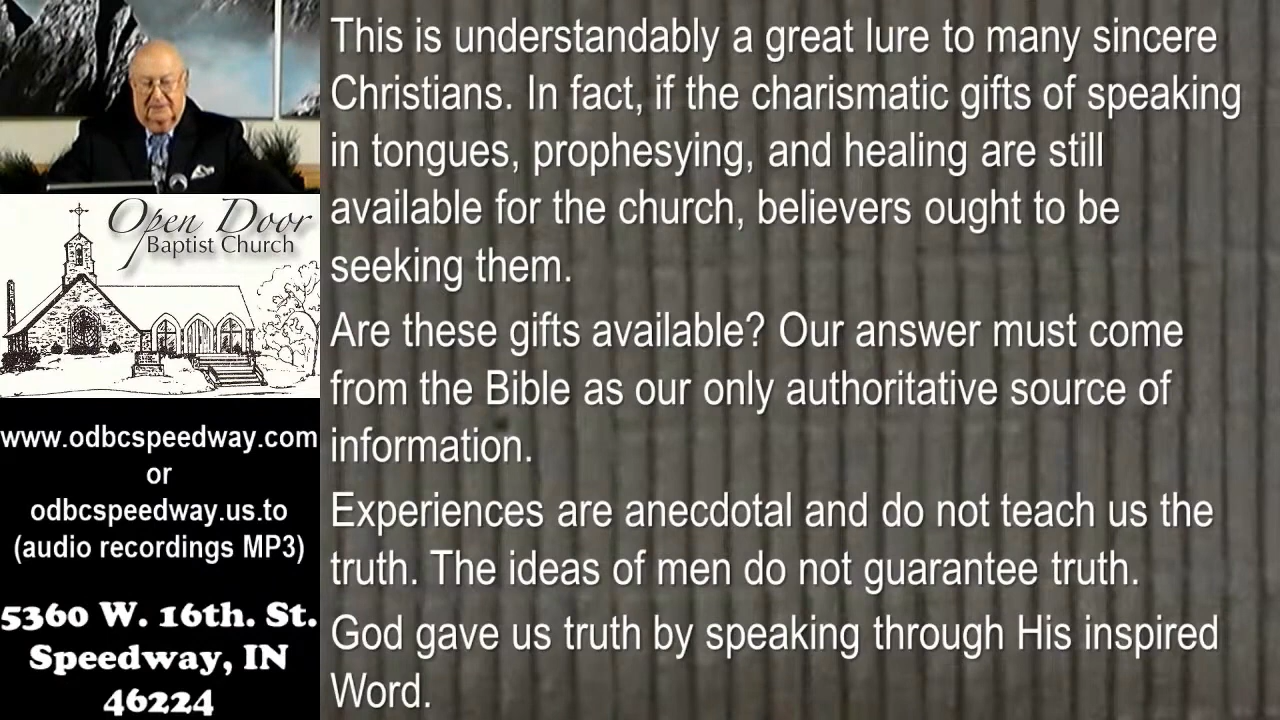 Open Door
Baptist Church
www.odbcspeedway.com
or
odbcspeedway.us.to
(audio recordings MP3)
5360 W. 16th. St.
Speedway, IN
46224
This is understandably a great lure to many sincere
Christians. In fact, if the charismatic gifts of speaking
in tongues, prophesying, and healing are still
available for the church, believers ought to be
seeking them.
Are these gifts available? Our answer must come
from the Bible as our only authoritative source of
information.
Experiences are anecdotal and do not teach us the
truth. The ideas of men do not guarantee truth.
God gave us truth by speaking through His inspired
Word.